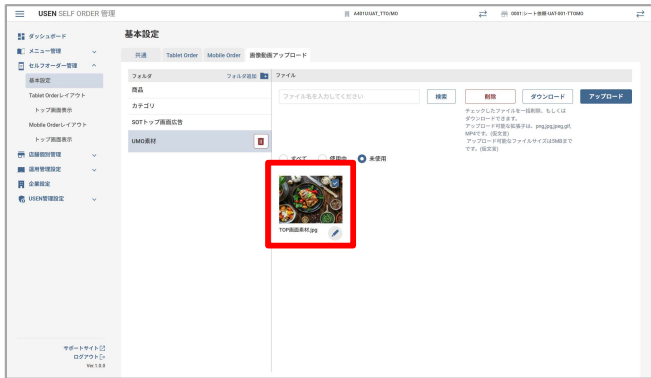 USEN SELF ORDER 管理
A401U:UAT_TTO/MO
0001:シート依頼-UAT-001-TTOMO
ダッシュボード
メニュー管理
セルフオーダー管理
基本設定
Tablet Orderレイアウト
トップ画面表示
Mobile Orderレイアウト
トップ画面表示
店舗個別管理
運用管理設定
企業設定
USEN管理設定
サポートサイト
ログアウト
Ver.1.0.0
基本設定
共通 Tablet Order Mobile Order 画像動画アップロード
フォルダ フォルダ追加
商品
カテゴリ
SOTトップ画面広告
UMO素材
ファイル
ファイル名を入力してください 検索 削除 ダウンロード アップロード
チェックしたファイルを一括削除、もしくは
ダウンロードできます。
アップロード可能な拡張子は、png,jpg,jpeg,gif,
MP4です。(仮文言)
アップロード可能なファイルサイズは5MBまで
です。(仮文言)
すべて 使用中 未使用
TOP画面素材.jpg